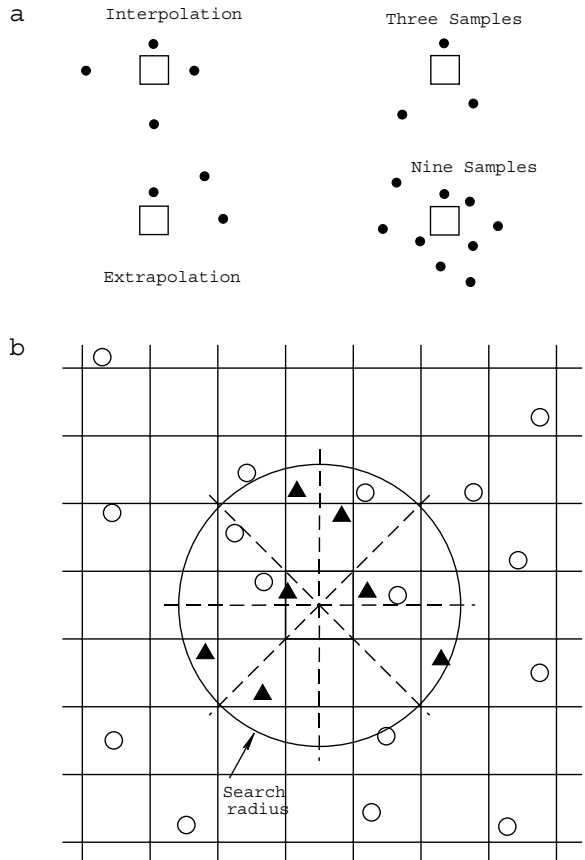 a
Interpolation
Three Samples
Nine Samples
Extrapolation
b
Search
radius